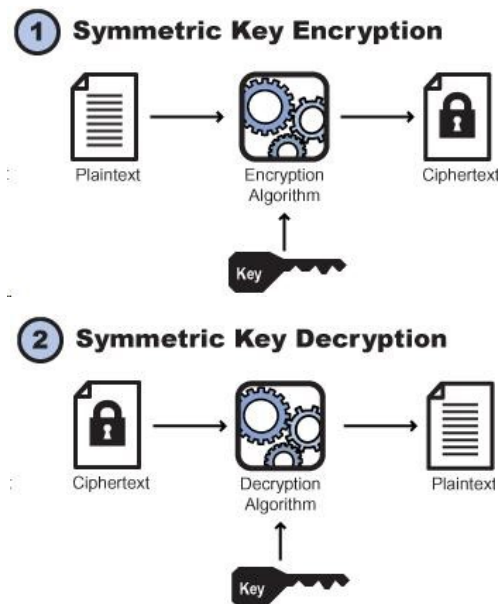 1 Symmetric Key Encryption
Plaintext
Encryption
Algorithm
Ciphertext
Key
2 Symmetric Key Decryption
Ciphertext
Decryption
Algorithm
Plaintext
Key